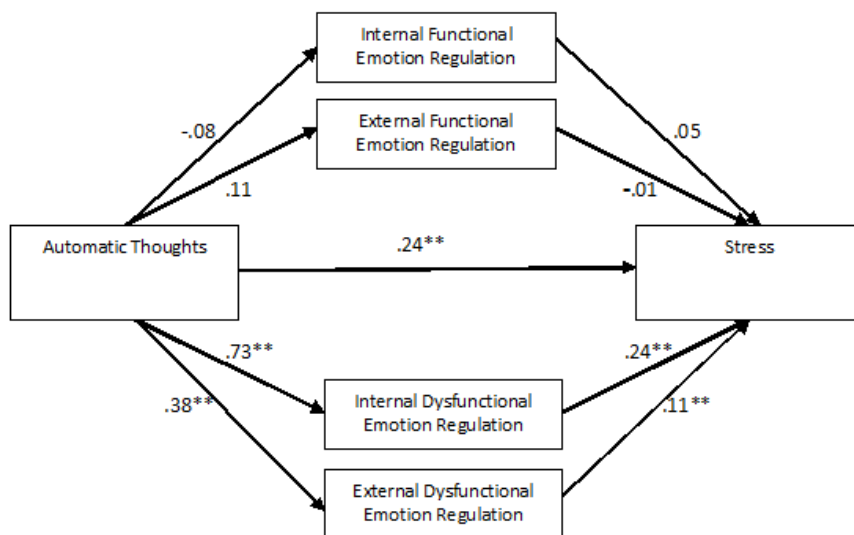 Internal Functional
Emotion Regulation
External Functional
Emotion Regulation
-.08
.05
.11
-.01
Automatic Thoughts
.24**
Stress
.73**
.24**
.38**
.11**
Internal Dysfunctional
Emotion Regulation
External Dysfunctional
Emotion Regulation